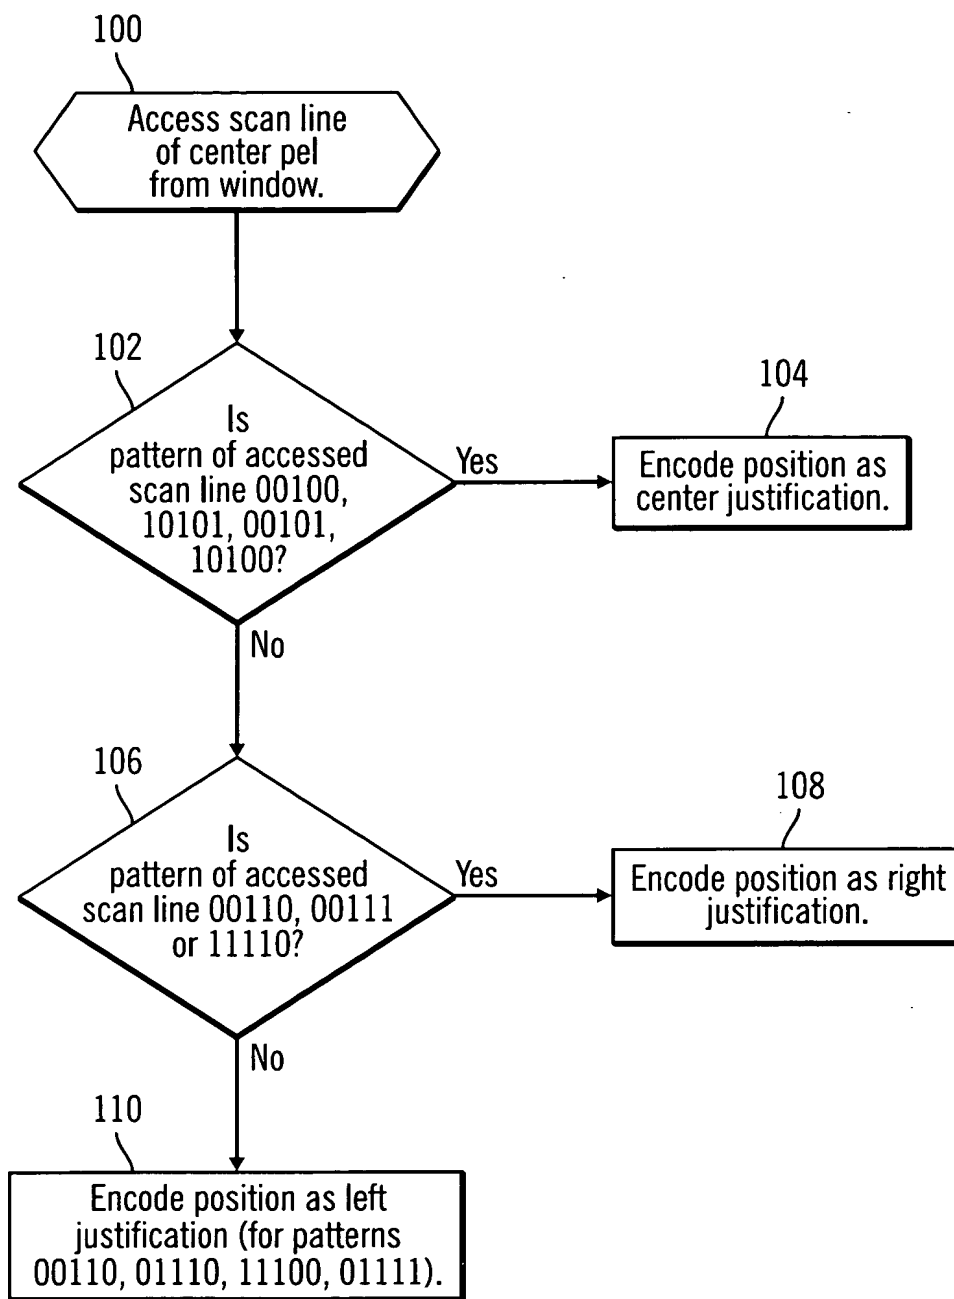 100
Access scan line
of center pel
from window.
102
Is
pattern of accessed
scan line 00100,
10101, 00101,
10100?
Yes
104
Encode position as
center justification.
No
106
Is
pattern of accessed
scan line 00110, 00111
or 11110?
Yes
108
Encode position as right
justification.
No
110
Encode position as left
justification (for patterns
00110, 01110, 11100, 01111).